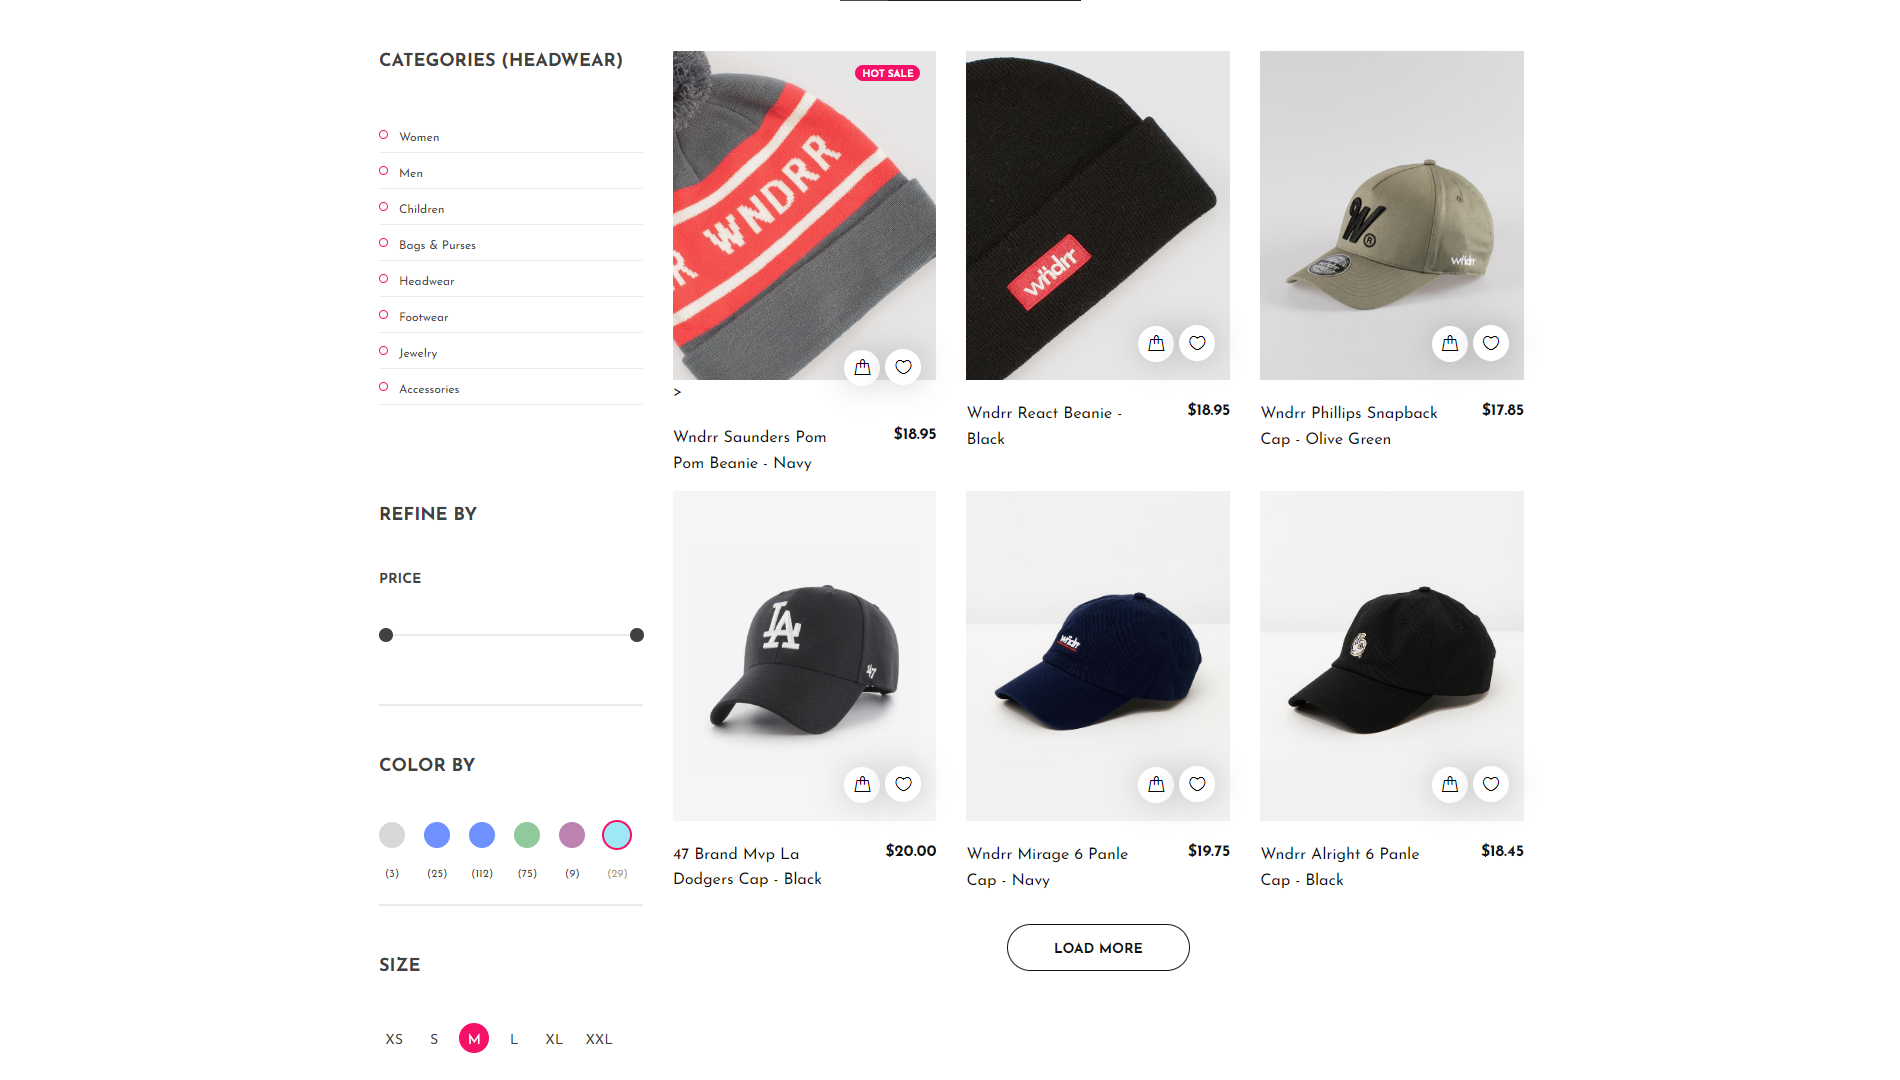 CATEGORIES (HEADWEAR)
Women
Men
Children
Bags & Purses
Headwear
Footwear
Jewelry
Accessories
REFINE BY
PRICE
COLOR BY
(3) (25) (112) (75) (9) (29)
SIZE
XS S M L XL XXL
HOT SALE
R WNDRR
>
Wndrr Saunders Pom
Pom Beanie - Navy
$18.95
wndrr
Wndrr React Beanie -
Black
$18.95
W®
wndrr
Wndrr Phillips Snapback
Cap - Olive Green
$17.85
LA
47
47 Brand Mvp La
Dodgers Cap - Black
$20.00
wndrr
Wndrr Mirage 6 Panle
Cap - Navy
$19.75
Wndrr Alright 6 Panle
Cap - Black
$18.45
LOAD MORE